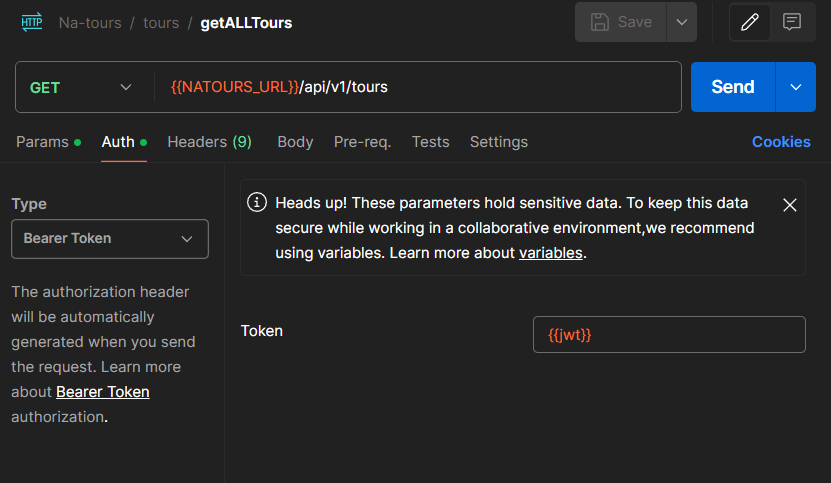 HTTP Na-tours / tours / getALLTours Save
GET {{NATOURS_URL}}/api/v1/tours Send
Params Auth Headers (9) Body Pre-req. Tests Settings Cookies
Type
Bearer Token
The authorization header
will be automatically
generated when you send
the request. Learn more
about Bearer Token
authorization.
Heads up! These parameters hold sensitive data. To keep this data
secure while working in a collaborative environment,we recommend
using variables. Learn more about variables.
Token {{jwt}}